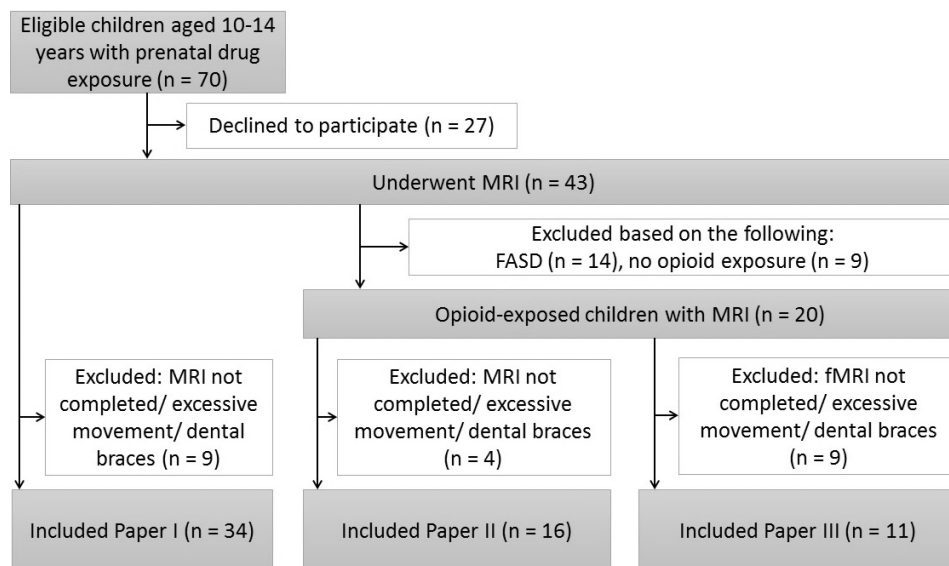 Eligible children aged 10-14
years with prenatal drug
exposure (n = 70)
Declined to participate (n = 27)
Underwent MRI (n = 43)
Excluded based on the following:
FASD (n = 14), no opioid exposure (n = 9)
Opioid-exposed children with MRI (n = 20)
Excluded: MRI not
completed/ excessive
movement/ dental
braces (n = 9)
Excluded: MRI not
completed/ excessive
movement/ dental braces
(n = 4)
Excluded: fMRI not
completed/ excessive
movement/ dental braces
(n = 9)
Included Paper I (n = 34)
Included Paper II (n = 16)
Included Paper III (n = 11)